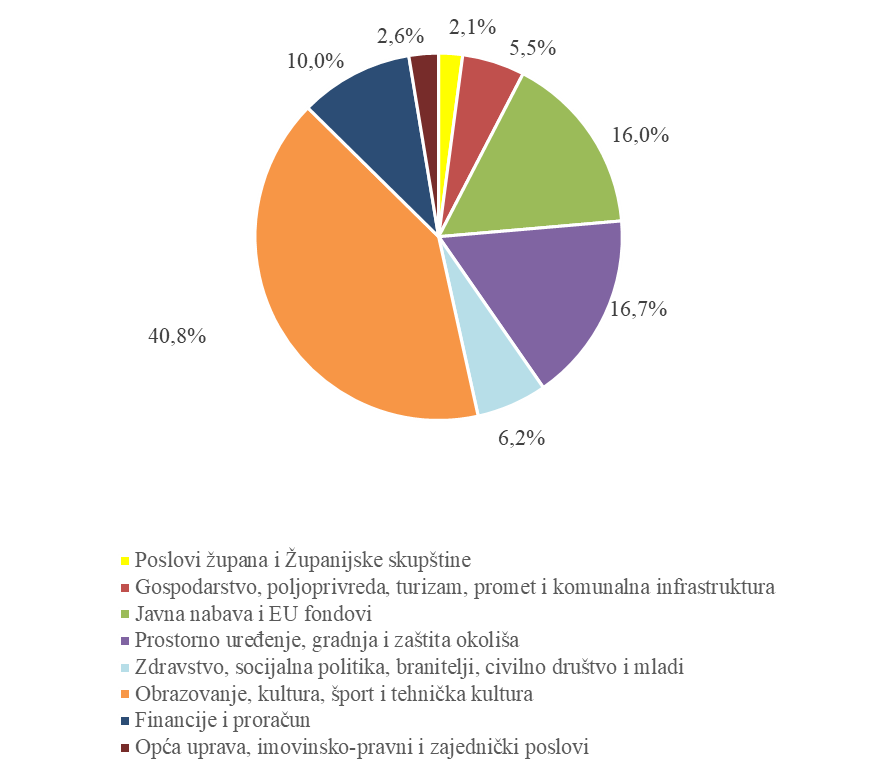 2,6%
2,1%
10,0%
5,5%
16,0%
16,7%
40,8%
6,2%
Poslovi župana i Županijske skupštine
Gospodarstvo, poljoprivreda, turizam, promet i komunalna infrastruktura
Javna nabava i EU fondovi
Prostorno uređenje, gradnja i zaštita okoliša
Zdravstvo, socijalna politika, branitelji, civilno društvo i mladi
Obrazovanje, kultura, šport i tehnička kultura
Financije i proračun
Opća uprava, imovinsko-pravni i zajednički poslovi